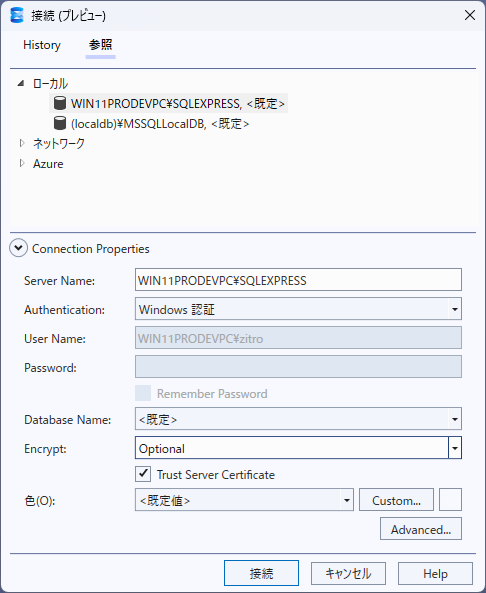 接続 (プレビュー)
History 参照
ローカル
WIN11PRODEVPC¥SQLEXPRESS, <既定>
(localdb)¥MSSQLLocalDB, <既定>
ネットワーク
Azure
Connection Properties
Server Name: WIN11PRODEVPC¥SQLEXPRESS
Authentication: Windows 認証
User Name: WIN11PRODEVPC¥zitro
Password:
Remember Password
Database Name: <既定>
Encrypt: Optional
Trust Server Certificate
色(O): <既定値> Custom...
Advanced...
接続 キャンセル Help